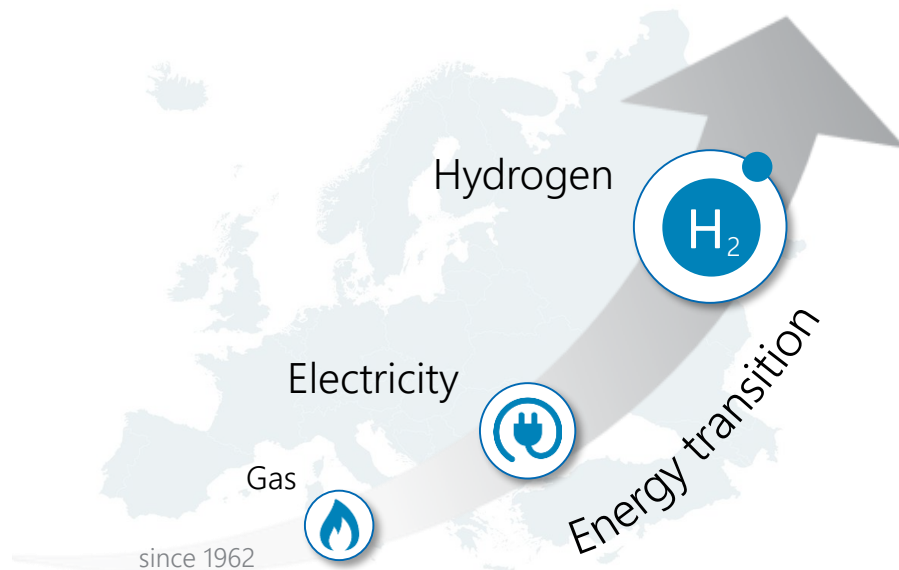 Hydrogen
H₂
Electricity
Energy transition
Gas
since 1962